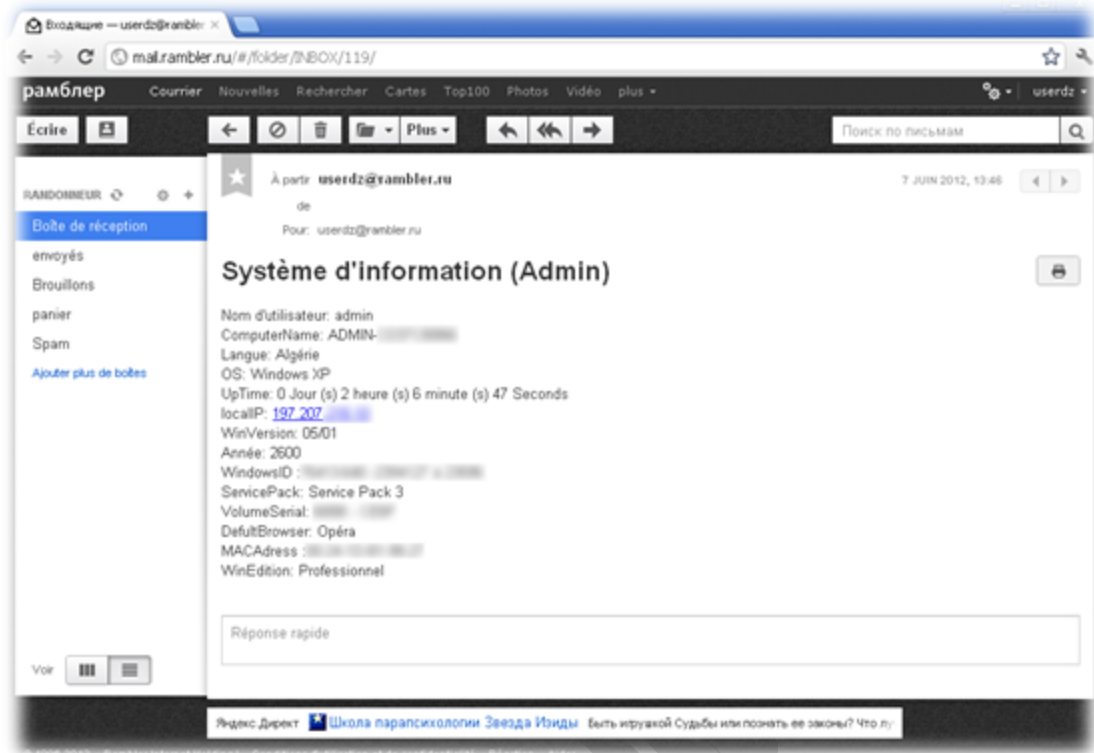 Входящие — userdz@rambler
mail.rambler.ru/#/folder/INBOX/119/
рамблер Courrier Nouvelles Rechercher Cartes Top100 Photos Vidéo plus userdz
Écrire Plus Поиск по письмам
À partir userdz@rambler.ru 7 JUIN 2012, 13:46
de
Pour: userdz@rambler.ru
RANDONNEUR
Boîte de réception
envoyés
Brouillons
panier
Spam
Ajouter plus de boîtes
Système d'information (Admin)
Nom d'utilisateur: admin
ComputerName: ADMIN-
Langue: Algérie
OS: Windows XP
UpTime: 0 Jour (s) 2 heure (s) 6 minute (s) 47 Seconds
localIP: 197.207
WinVersion: 05/01
Année: 2600
WindowsID :
ServicePack: Service Pack 3
VolumeSerial:
DefultBrowser: Opéra
MACAdress :
WinEdition: Professionnel
Réponse rapide
Voir
Яндекс.Директ Школа парапсихологии Звезда Изиды Быть игрушкой Судьбы или познать ее законы? Что